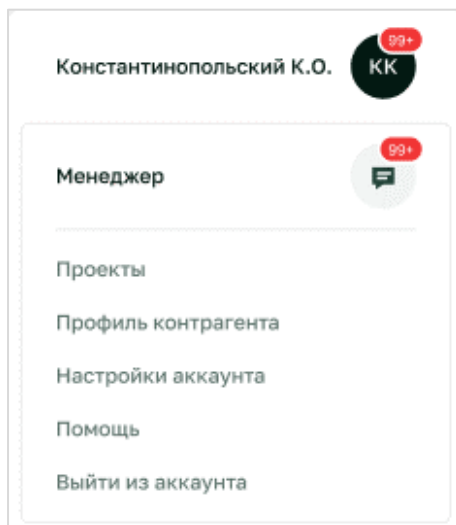 Константинопольский К.О.
99+
КК
Менеджер
99+
Проекты
Профиль контрагента
Настройки аккаунта
Помощь
Выйти из аккаунта